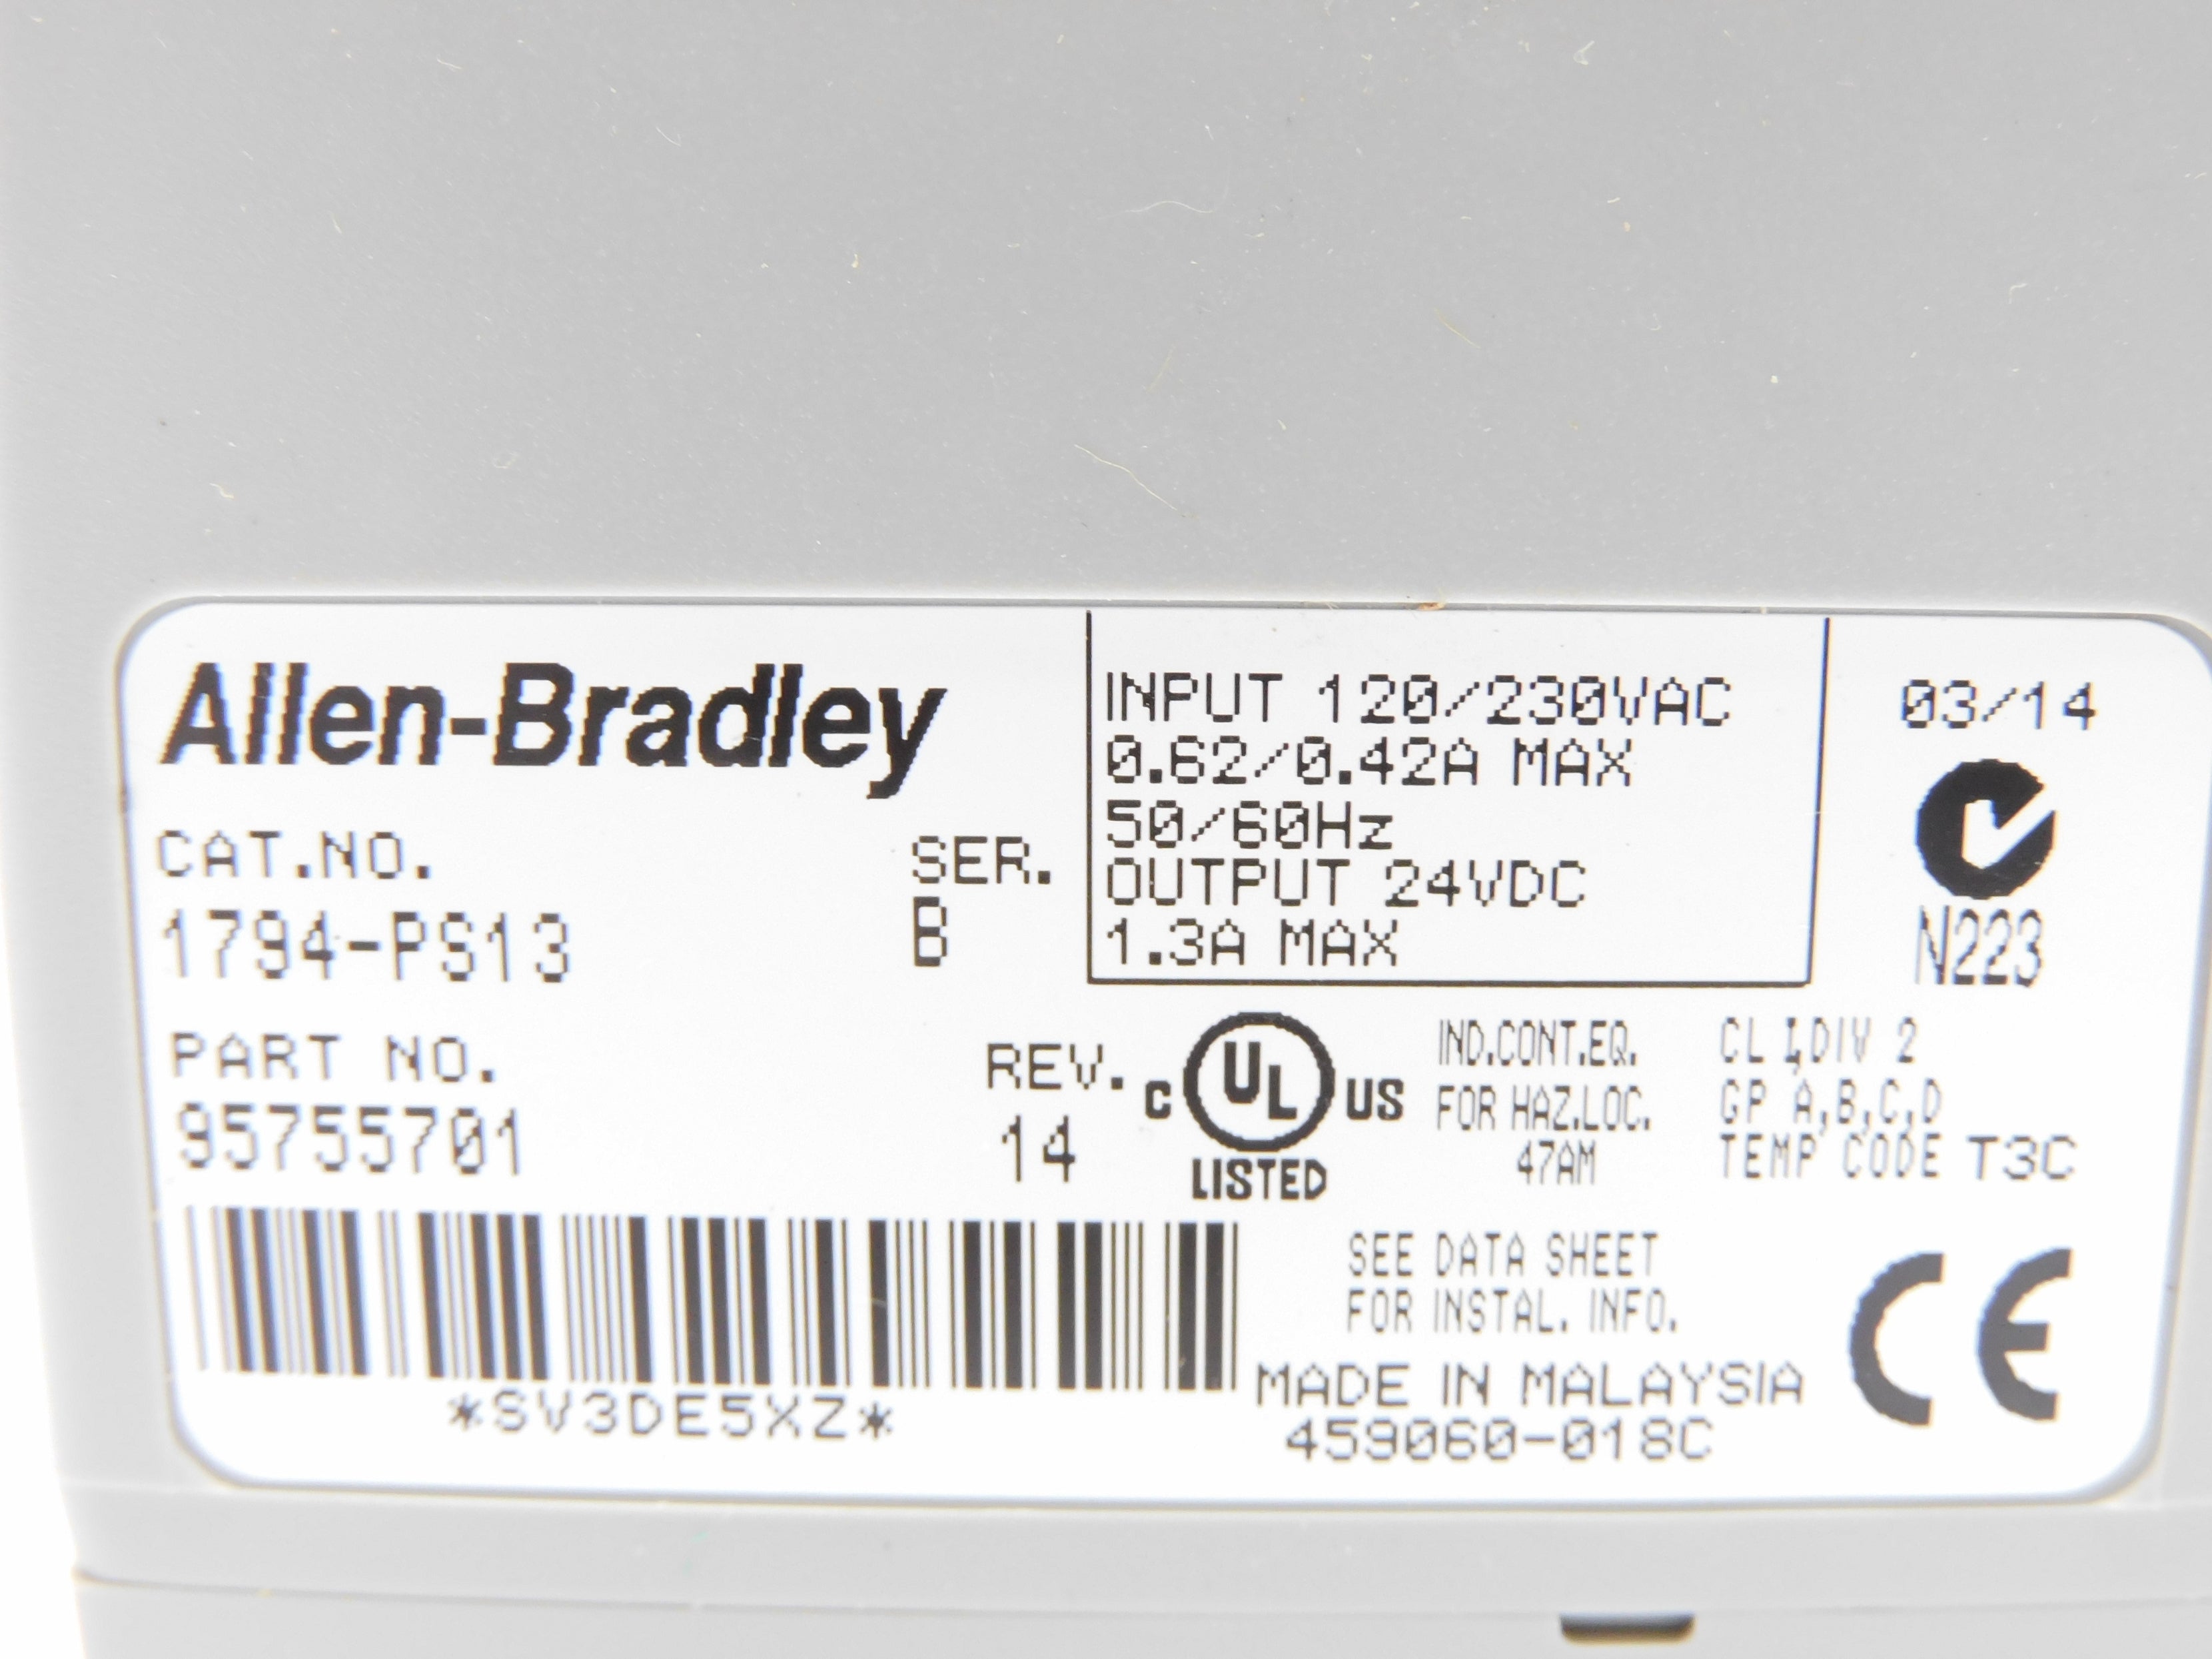 Allen-Bradley
CAT.NO.
SER.
1794-PS13
B
PART NO.
REV.
95755701
14
*SV3DE5XZ*
INPUT 120/230VAC
0.62/0.42A MAX
50/60Hz
OUTPUT 24VDC
1.3A MAX
03/14
N223
C UL US
LISTED
IND.CONT.EQ.
FOR HAZ.LOC.
47AM
CL I,DIV 2
GP A,B,C,D
TEMP CODE T3C
SEE DATA SHEET
FOR INSTAL. INFO.
MADE IN MALAYSIA
459060-018C
CE